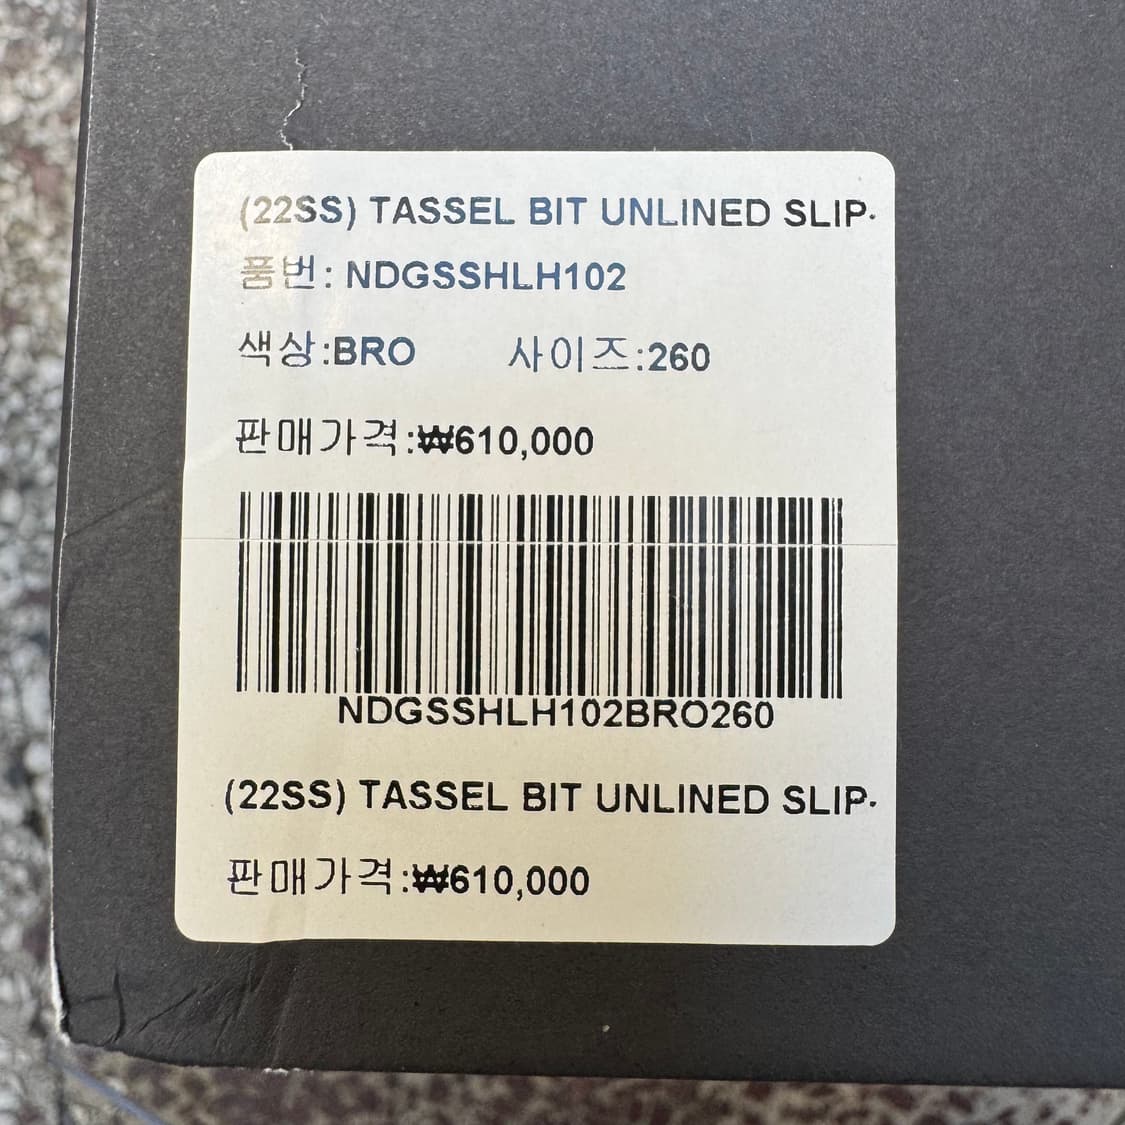 (22SS) TASSEL BIT UNLINED SLIP-
품번: NDGSSHLH102
색상:BRO 사이즈:260
판매가격:₩610,000
NDGSSHLH102BRO260
(22SS) TASSEL BIT UNLINED SLIP-
판매가격:₩610,000